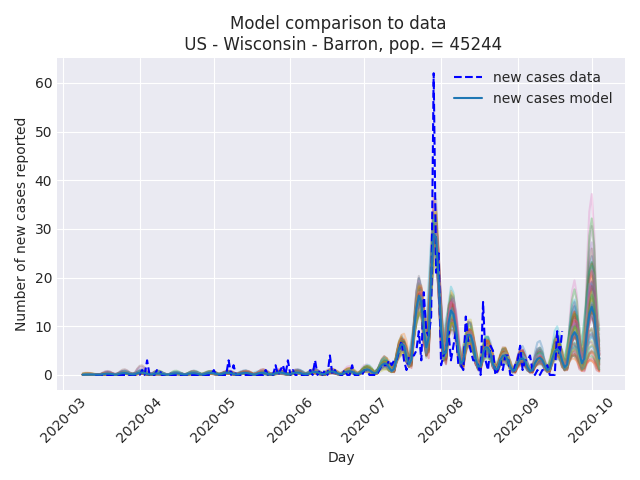 Model comparison to data
US - Wisconsin - Barron, pop. = 45244
Number of new cases reported
60
50
40
30
20
10
0
new cases data
new cases model
2020-03
2020-04
2020-05
2020-06
2020-07
2020-08
2020-09
2020-10
Day